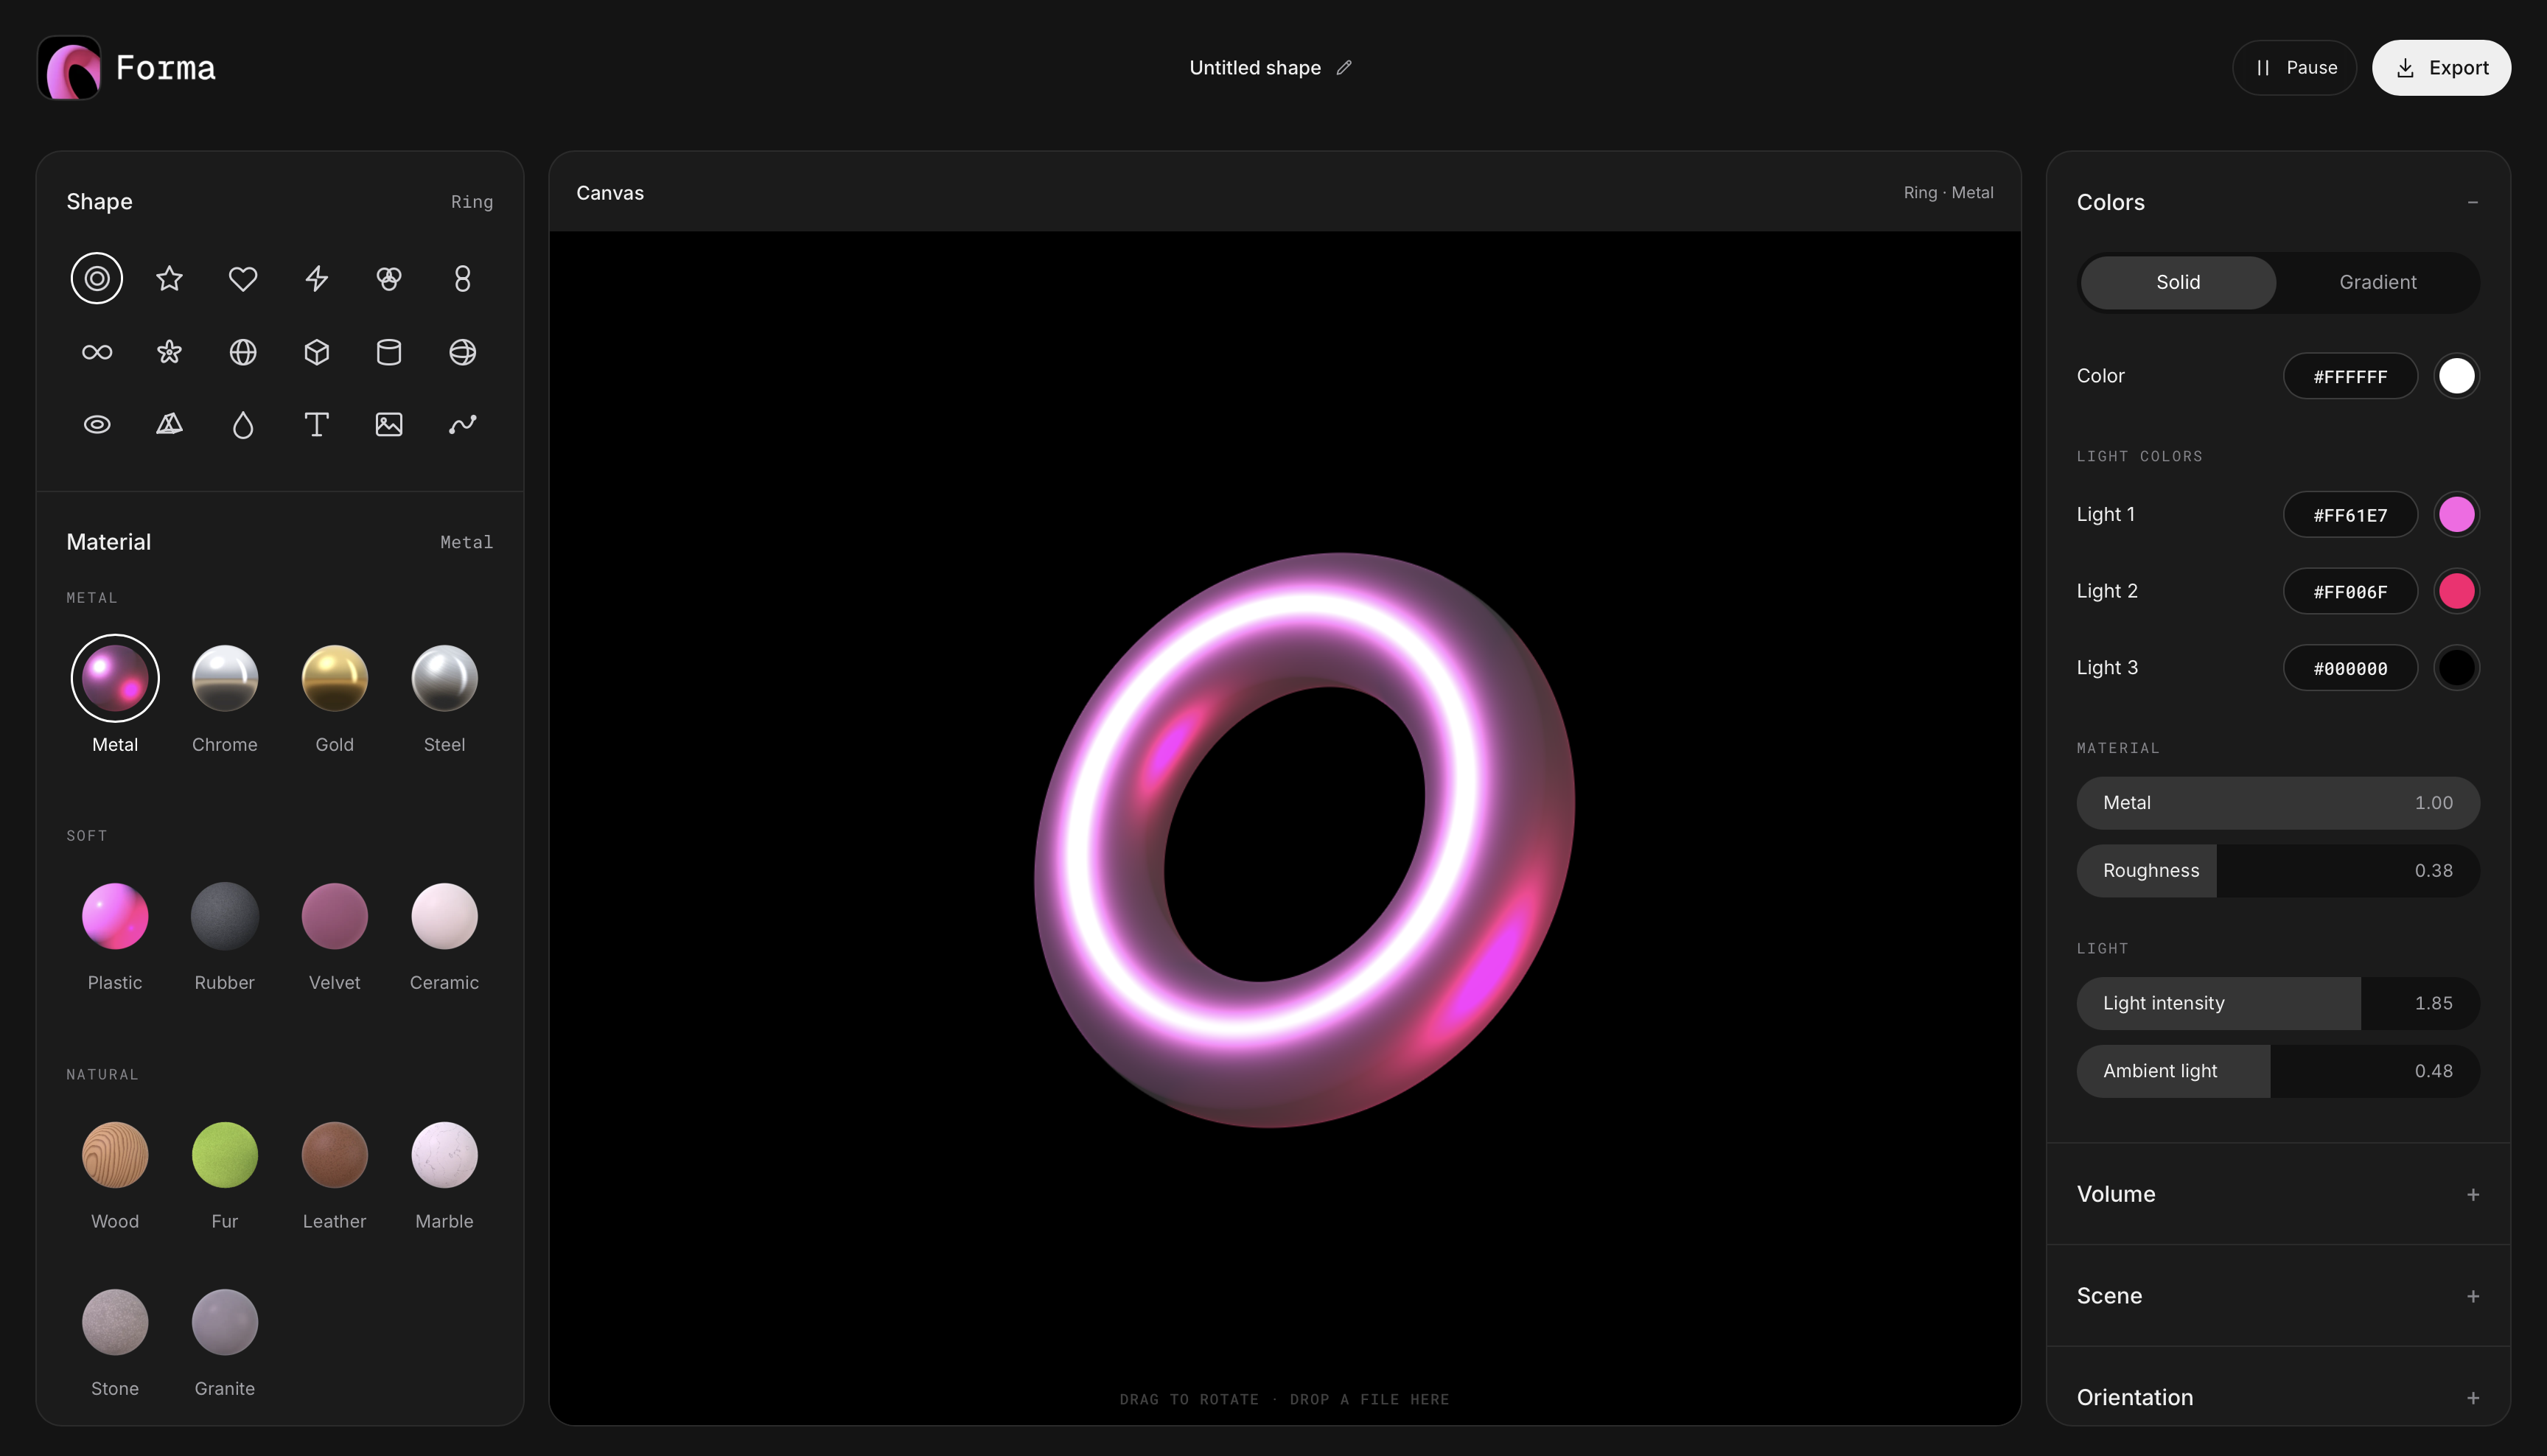 Forma
Untitled shape
Pause
Export
Shape
Ring
Material
Metal
METAL
Metal
Chrome
Gold
Steel
SOFT
Plastic
Rubber
Velvet
Ceramic
NATURAL
Wood
Fur
Leather
Marble
Stone
Granite
Canvas
Ring · Metal
DRAG TO ROTATE · DROP A FILE HERE
Colors
Solid
Gradient
Color
#FFFFFF
LIGHT COLORS
Light 1
#FF61E7
Light 2
#FF006F
Light 3
#000000
MATERIAL
Metal
1.00
Roughness
0.38
LIGHT
Light intensity
1.85
Ambient light
0.48
Volume
Scene
Orientation